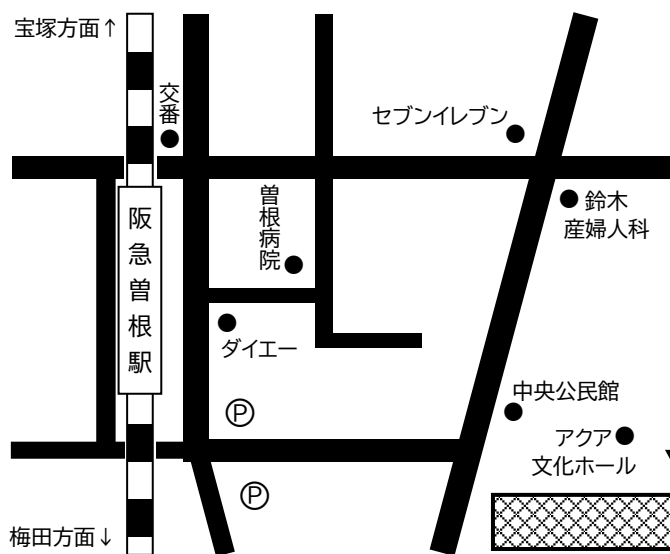 宝塚方面↑
交番
セブンイレブン
曽根病院
鈴木
産婦人科
阪急曽根駅
ダイエー
中央公民館
P
アクア
文化ホール
P
梅田方面↓